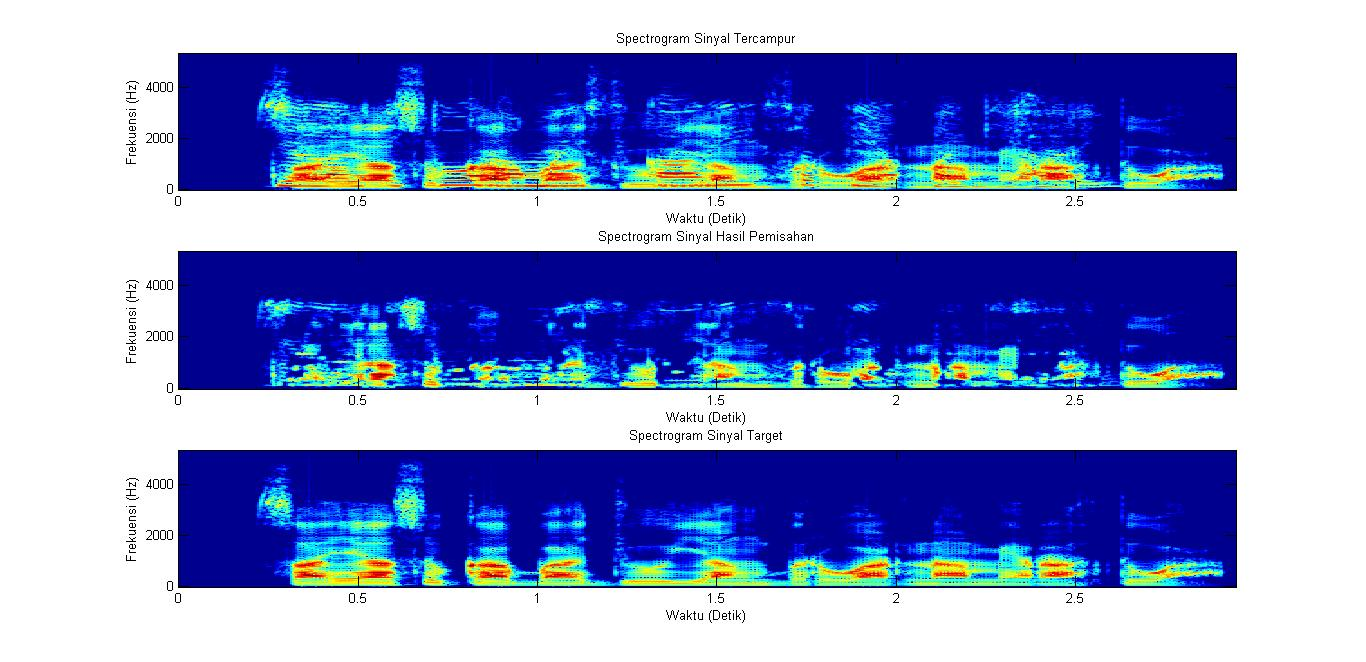 Spectrogram Sinyal Tercampur
Frekuensi (Hz)
4000
2000
0
0 0.5 1 1.5 2 2.5
Waktu (Detik)
Spectrogram Sinyal Hasil Pemisahan
Frekuensi (Hz)
4000
2000
0
0 0.5 1 1.5 2 2.5
Waktu (Detik)
Spectrogram Sinyal Target
Frekuensi (Hz)
4000
2000
0
0 0.5 1 1.5 2 2.5
Waktu (Detik)